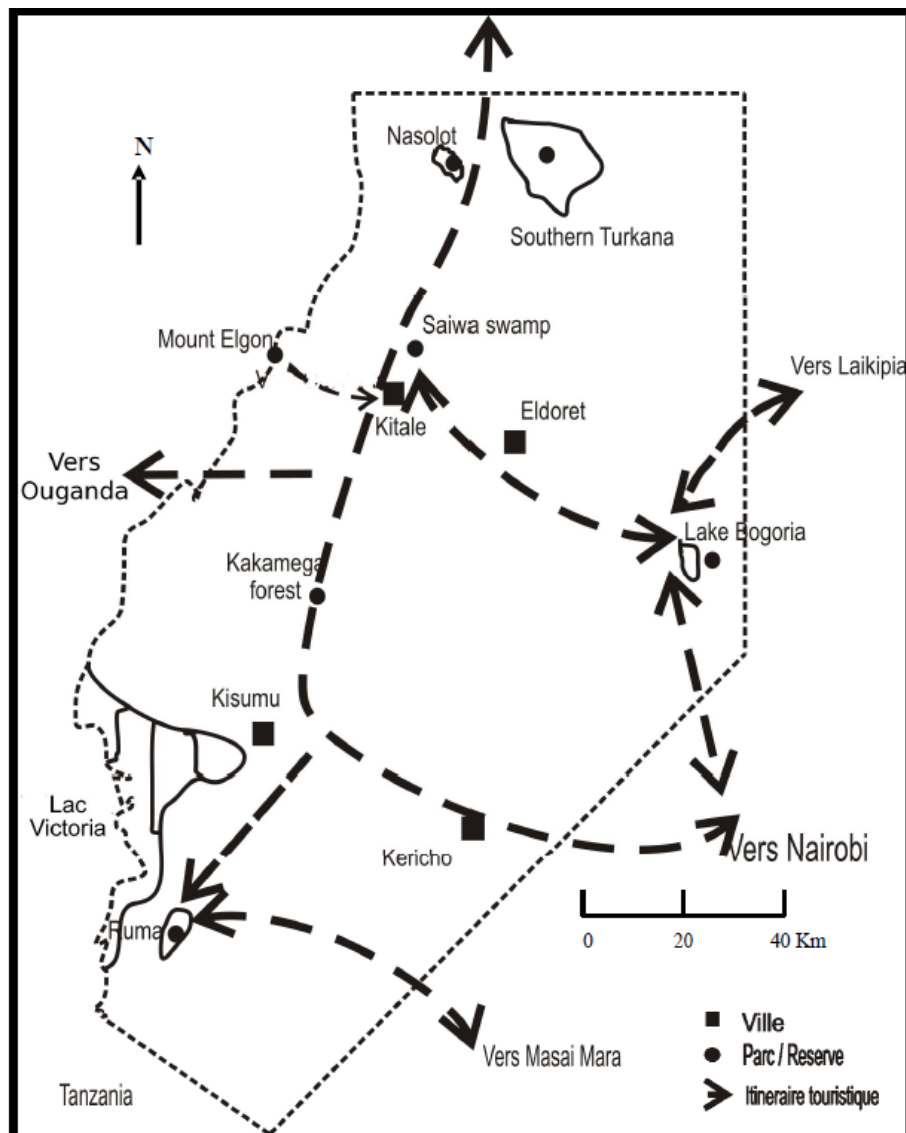 N
Nasolot
Southern Turkana
Mount Elgon
Saiwa swamp
Vers Laikipia
Kitale
Eldoret
Vers
Ouganda
Lake Bogoria
Kakamega
forest
Kisumu
Lac
Victoria
Kericho
Vers Nairobi
Ruma
0 20 40 Km
Ville
Vers Masai Mara
Parc / Reserve
Tanzania
Itineraire touristique